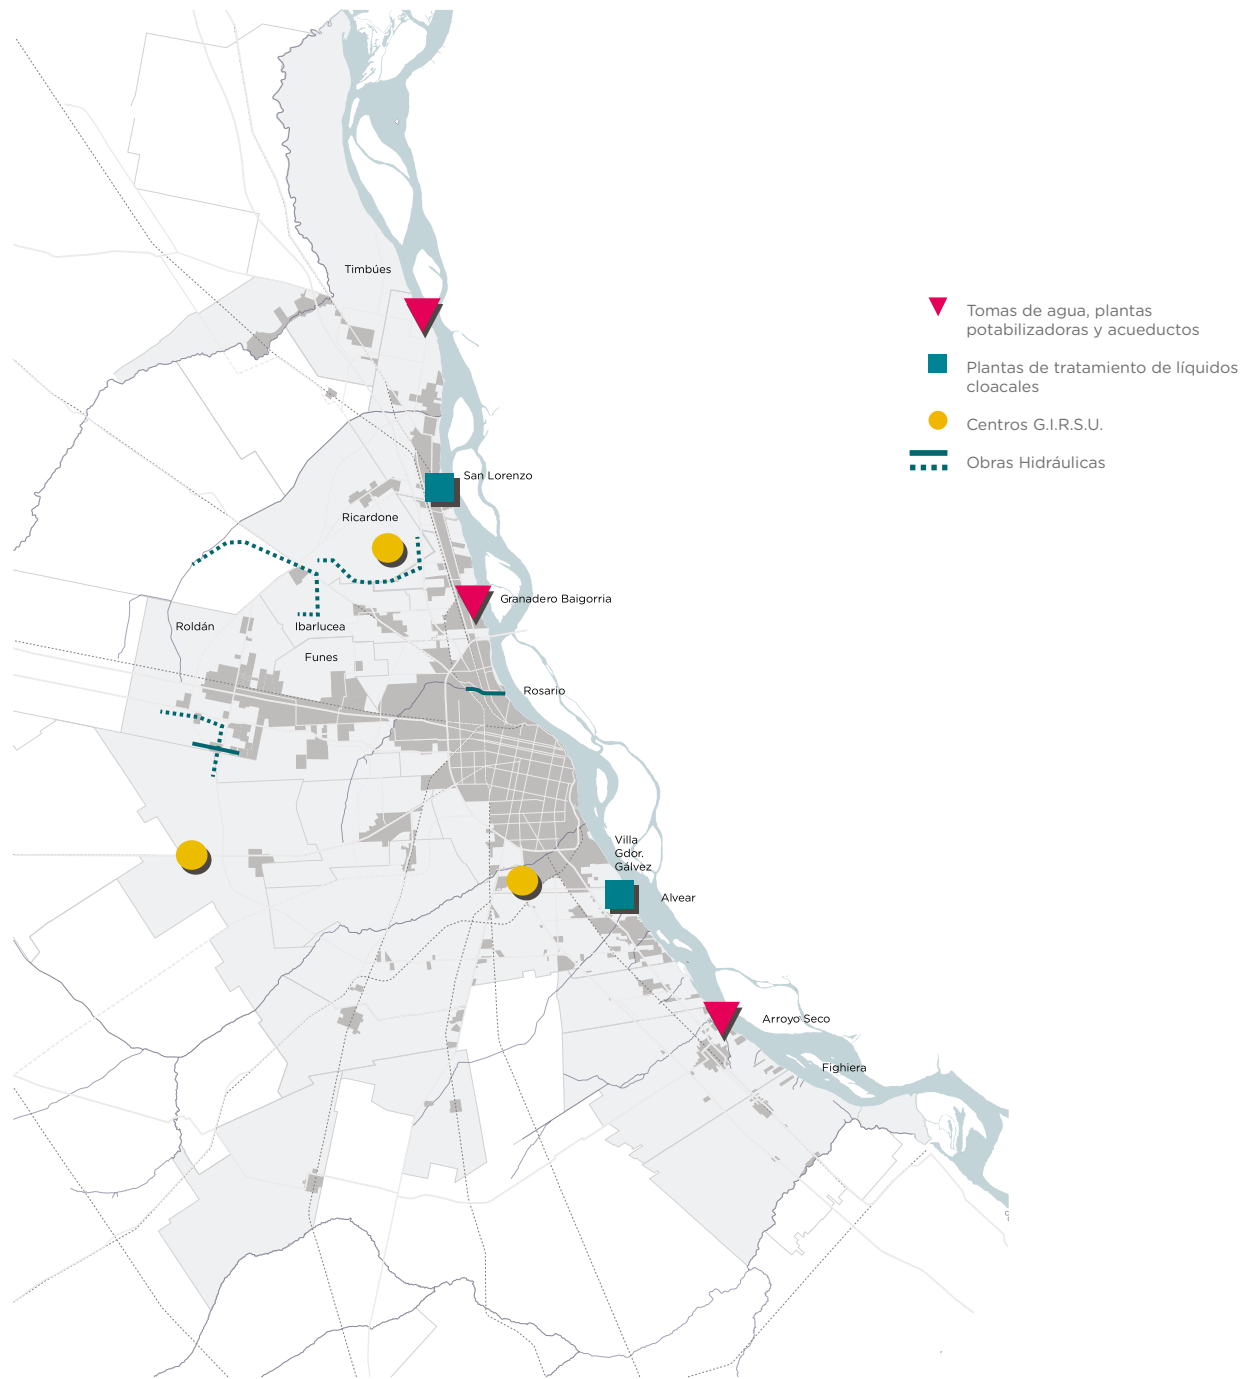 Timbúes
Tomas de agua, plantas
potabilizadoras y acueductos
Plantas de tratamiento de líquidos
cloacales
Centros G.I.R.S.U.
Obras Hidráulicas
San Lorenzo
Ricardone
Granadero Baigorria
Roldán
Ibarlucea
Funes
Rosario
Villa
Gdor.
Gálvez
Alvear
Arroyo Seco
Fighiera